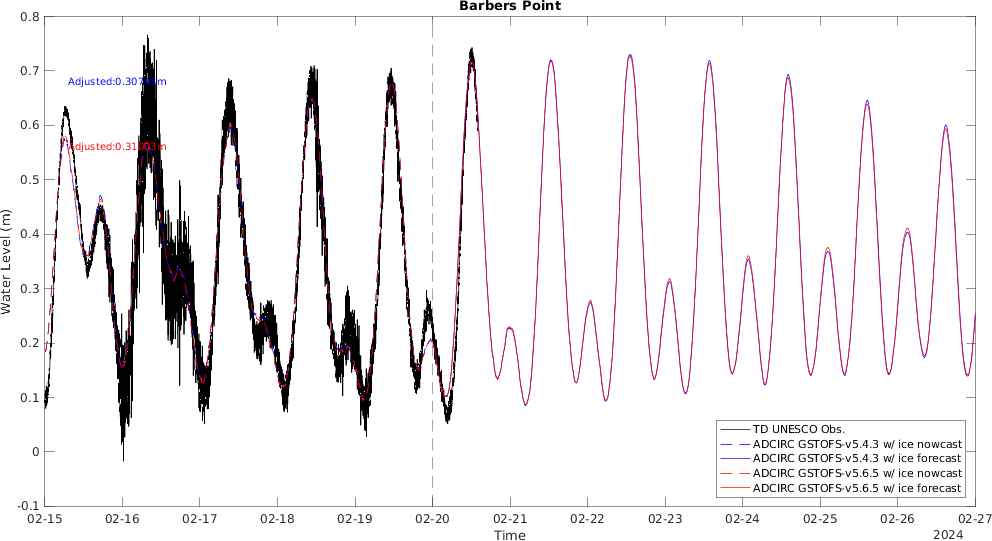 Barbers Point
0.8
0.7
0.6
0.5
0.4
0.3
0.2
0.1
0
-0.1
Water Level (m)
Adjusted:0.307
Adjusted:0.31
TD UNESCO Obs.
ADCIRC GSTOFS-v5.4.3 w/ ice nowcast
ADCIRC GSTOFS-v5.4.3 w/ ice forecast
ADCIRC GSTOFS-v5.6.5 w/ ice nowcast
ADCIRC GSTOFS-v5.6.5 w/ ice forecast
02-15 02-16 02-17 02-18 02-19 02-20 02-21 02-22 02-23 02-24 02-25 02-26 02-27
Time
2024